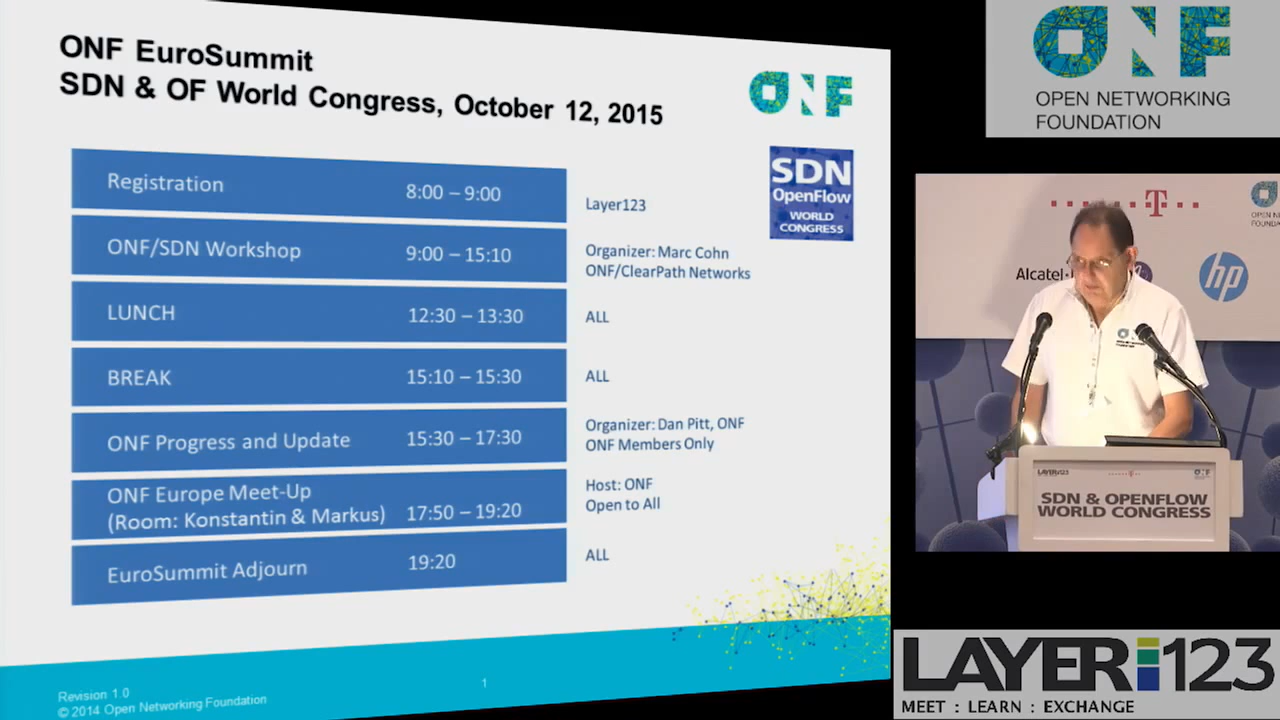 ONF EuroSummit
SDN & OF World Congress, October 12, 2015
ONF
SDN
OpenFlow
WORLD
CONGRESS
Registration 8:00 – 9:00 Layer123
ONF/SDN Workshop 9:00 – 15:10 Organizer: Marc Cohn
ONF/ClearPath Networks
LUNCH 12:30 – 13:30 ALL
BREAK 15:10 – 15:30 ALL
ONF Progress and Update 15:30 – 17:30 Organizer: Dan Pitt, ONF
ONF Members Only
ONF Europe Meet-Up
(Room: Konstantin & Markus) 17:50 – 19:20 Host: ONF
Open to All
EuroSummit Adjourn 19:20 ALL
Revision 1.0
© 2014 Open Networking Foundation
1
ONF
OPEN NETWORKING
FOUNDATION
T
Alcatel
hp
LAYER123
SDN & OPENFLOW
WORLD CONGRESS
LAYER123
MEET : LEARN : EXCHANGE